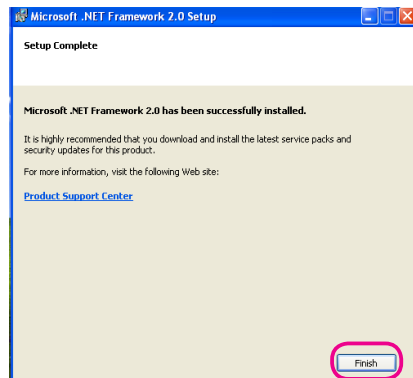 Microsoft .NET Framework 2.0 Setup
Setup Complete
Microsoft .NET Framework 2.0 has been successfully installed.
It is highly recommended that you download and install the latest service packs and
security updates for this product.
For more information, visit the following Web site:
Product Support Center
Finish